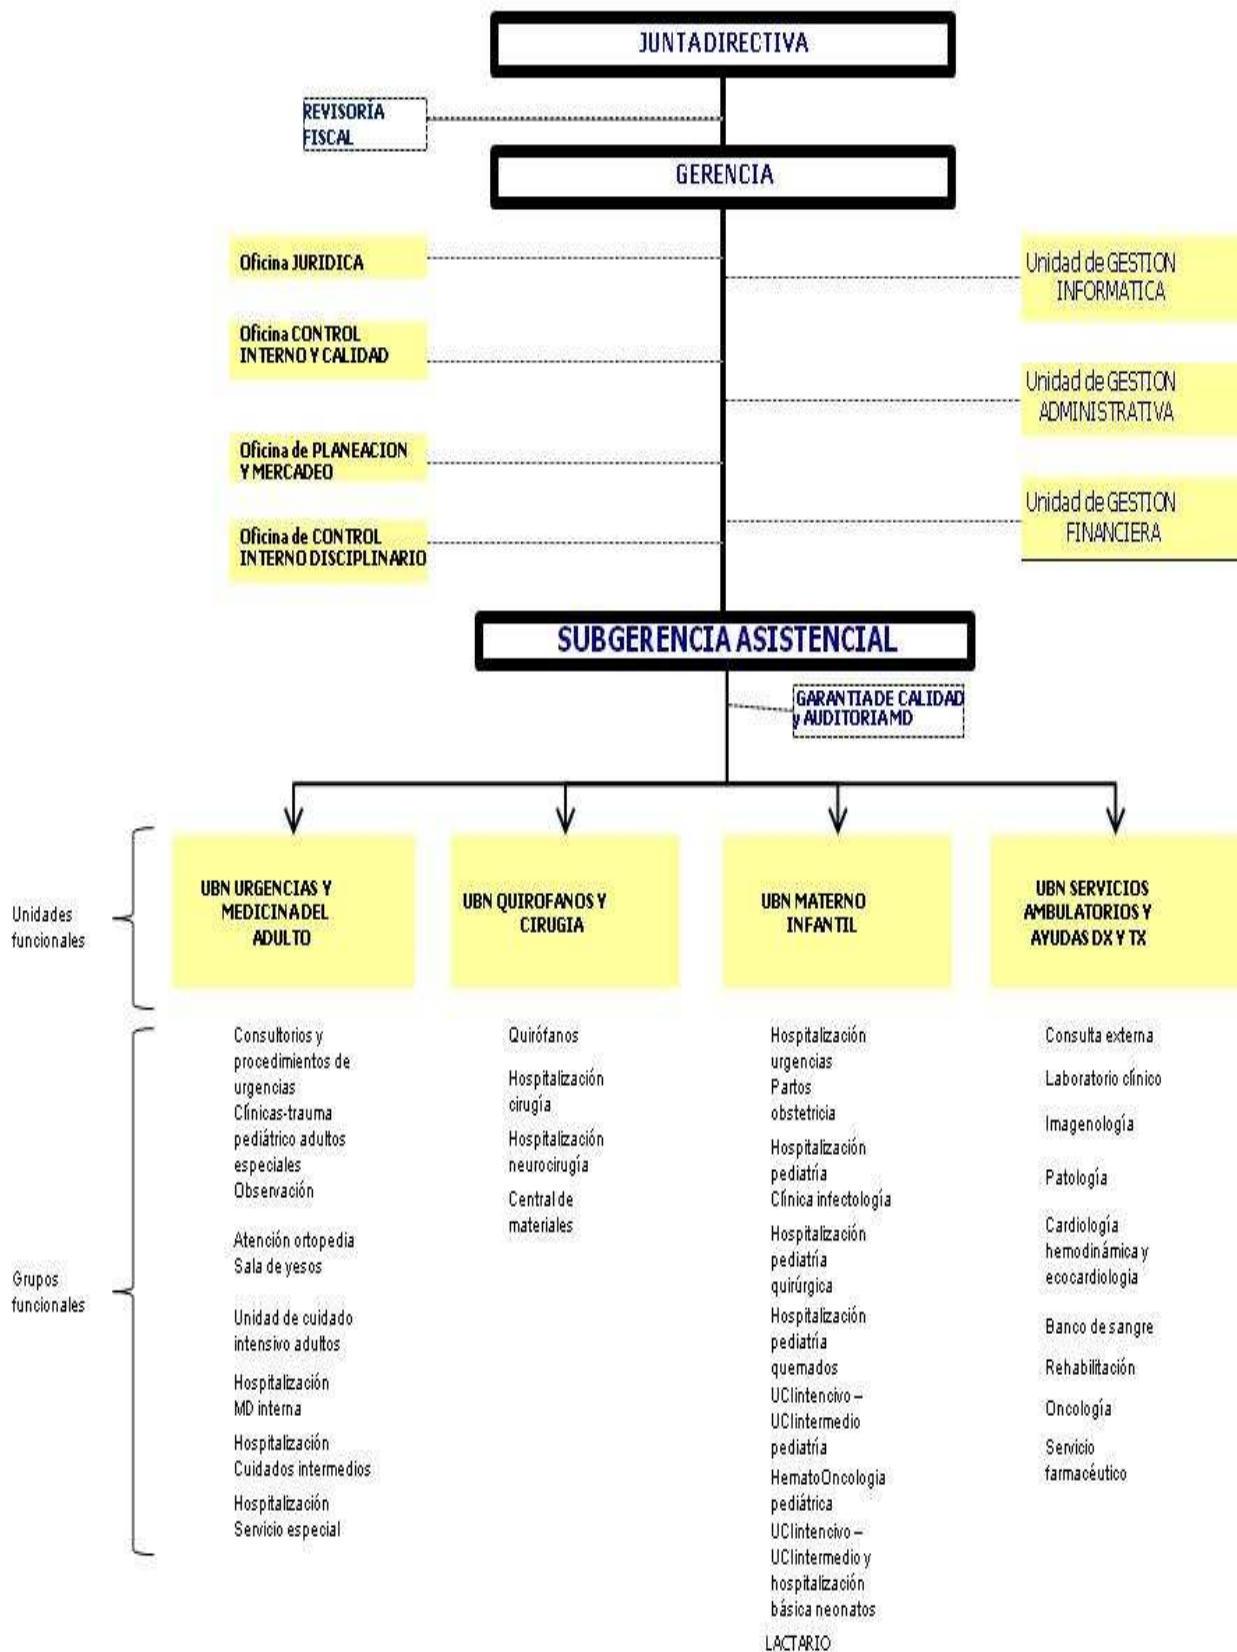 JUNTA DIRECTIVA
REVISORÍA
FISCAL
GERENCIA
Oficina JURIDICA
Unidad de GESTION
INFORMATICA
Oficina CONTROL
INTERNO Y CALIDAD
Unidad de GESTION
ADMINISTRATIVA
Oficina de PLANEACION
Y MERCADEO
Unidad de GESTION
FINANCIERA
Oficina de CONTROL
INTERNO DISCIPLINARIO
SUBGERENCIA ASISTENCIAL
GARANTIA DE CALIDAD
y AUDITORIA MD
Unidades
funcionales
UBN URGENCIAS Y
MEDICINA DEL
ADULTO
UBN QUIROFANOS Y
CIRUGIA
UBN MATERNO
INFANTIL
UBN SERVICIOS
AMBULATORIOS Y
AYUDAS DX Y TX
Grupos
funcionales
Consultorios y
procedimientos de
urgencias
Clínicas-trauma
pediátrico adultos
especiales
Observación
Atención ortopedia
Sala de yesos
Unidad de cuidado
intensivo adultos
Hospitalización
MD interna
Hospitalización
Cuidados intermedios
Hospitalización
Servicio especial
Quirófanos
Hospitalización
cirugía
Hospitalización
neurocirugía
Central de
materiales
Hospitalización
urgencias
Partos
obstetricia
Hospitalización
pediatría
Clínica infectología
Hospitalización
pediatría
quirúrgica
Hospitalización
pediatría
quemados
UCIintencivo –
UCIintermedio
pediatría
HematoOncologia
pediátrica
UCIintencivo –
UCIintermedio y
hospitalización
básica neonatos
LACTARIO
Consulta externa
Laboratorio clínico
Imagenología
Patología
Cardiología
hemodinámica y
ecocardiologia
Banco de sangre
Rehabilitación
Oncología
Servicio
farmacéutico